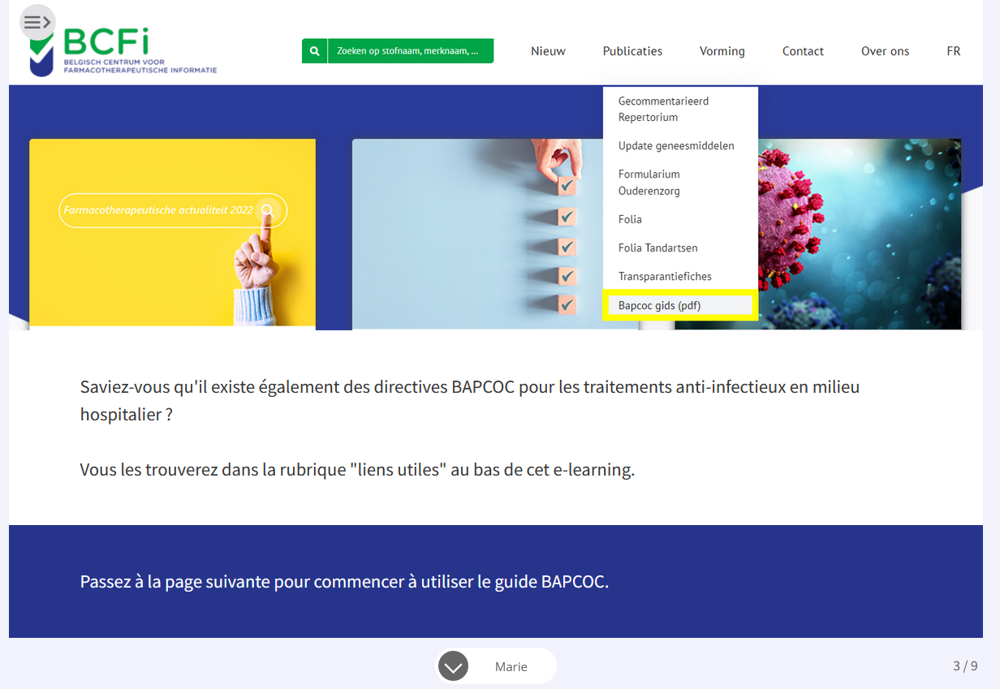 BCFi
BELGISCH CENTRUM VOOR
FARMACOTHERAPEUTISCHE INFORMATIE
Zoeken op stofnaam, merknaam, ...
Nieuw
Publicaties
Vorming
Contact
Over ons
FR
Gecommentarieerd
Repertorium
Update geneesmiddelen
Formularium
Ouderenzorg
Folia
Folia Tandartsen
Transparantiefiches
Bapcoc gids (pdf)
Farmacotherapeutische actualiteit 2022
Saviez-vous qu'il existe également des directives BAPCOC pour les traitements anti-infectieux en milieu
hospitalier ?
Vous les trouverez dans la rubrique "liens utiles" au bas de cet e-learning.
Passez à la page suivante pour commencer à utiliser le guide BAPCOC.
Marie
3 / 9